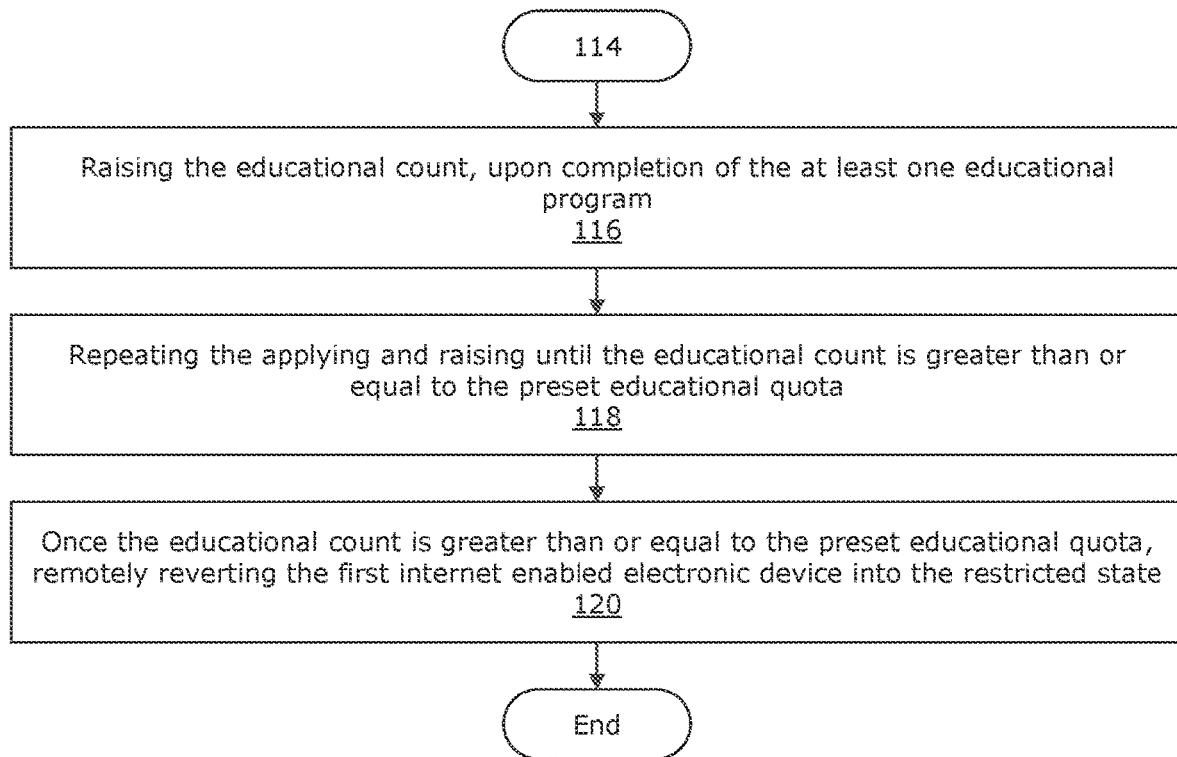 114
Raising the educational count, upon completion of the at least one educational
program
116
Repeating the applying and raising until the educational count is greater than or
equal to the preset educational quota
118
Once the educational count is greater than or equal to the preset educational quota,
remotely reverting the first internet enabled electronic device into the restricted state
120
End